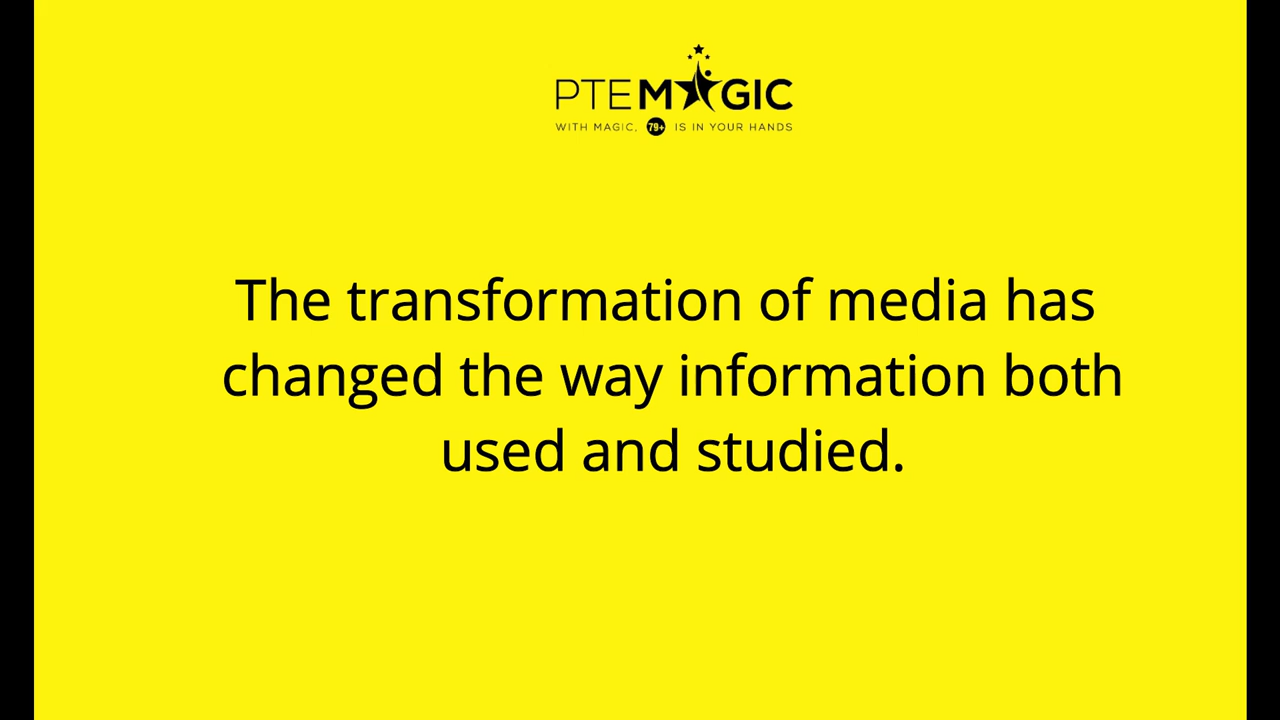 PTEMAGIC
WITH MAGIC, 79+ IS IN YOUR HANDS
The transformation of media has
changed the way information both
used and studied.